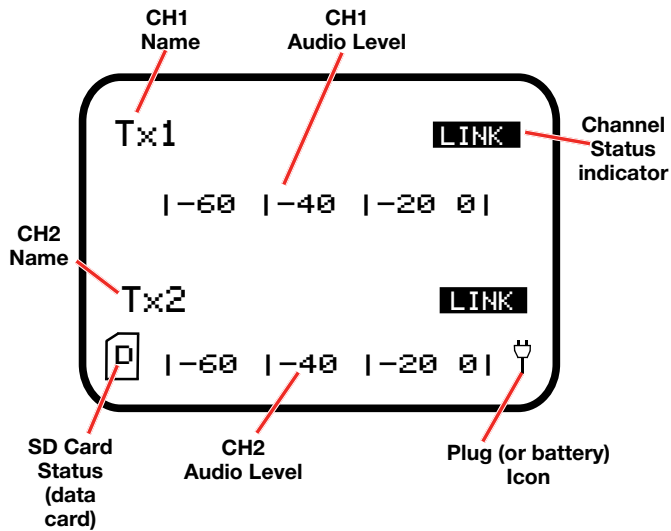 CH1
Name
CH1
Audio Level
Tx1
LINK
Channel
Status
indicator
|-60 |-40 |-20 0|
CH2
Name
Tx2
LINK
D
|-60 |-40 |-20 0|
SD Card
Status
(data
card)
CH2
Audio Level
Plug (or battery)
Icon